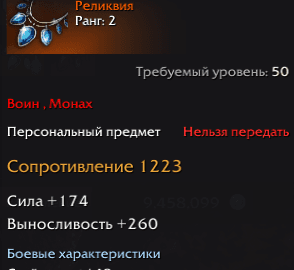 Реликвия
Ранг: 2
Требуемый уровень: 50
Воин , Монах
Персональный предмет Нельзя передать
Сопротивление 1223
Сила +174
Выносливость +260
Боевые характеристики